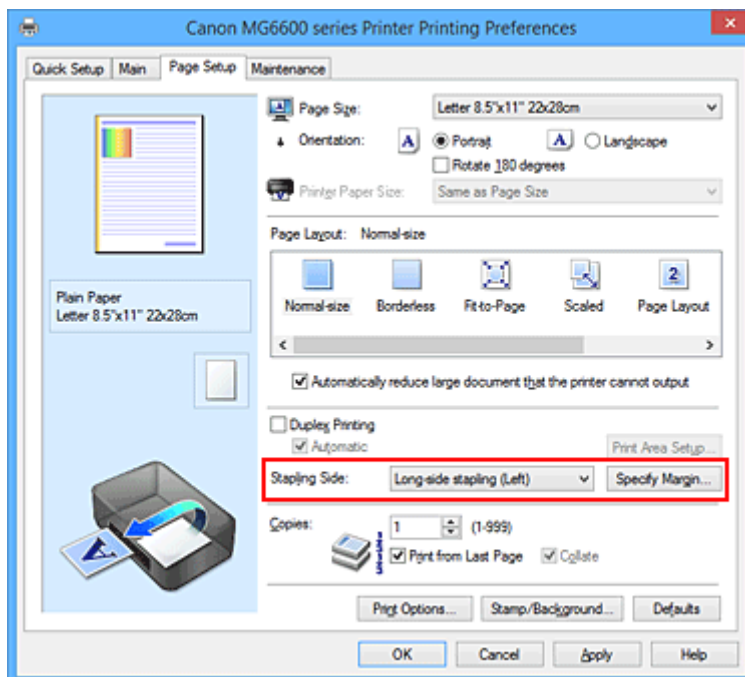 Canon MG6600 series Printer Printing Preferences
Quick Setup Main Page Setup Maintenance
Page Size: Letter 8.5"x11" 22x28cm
Orientation: A Portrait A Landscape
Rotate 180 degrees
Printer Paper Size: Same as Page Size
Page Layout: Normal-size
2
Normal-size Borderless Fit-to-Page Scaled Page Layout
Plain Paper
Letter 8.5"x11" 22x28cm
Automatically reduce large document that the printer cannot output
Duplex Printing
Automatic Print Area Setup...
Stapling Side: Long-side stapling (Left) Specify Margin...
Copies: 1 (1-999)
Print from Last Page Collate
A
Print Options... Stamp/Background... Defaults
OK Cancel Apply Help